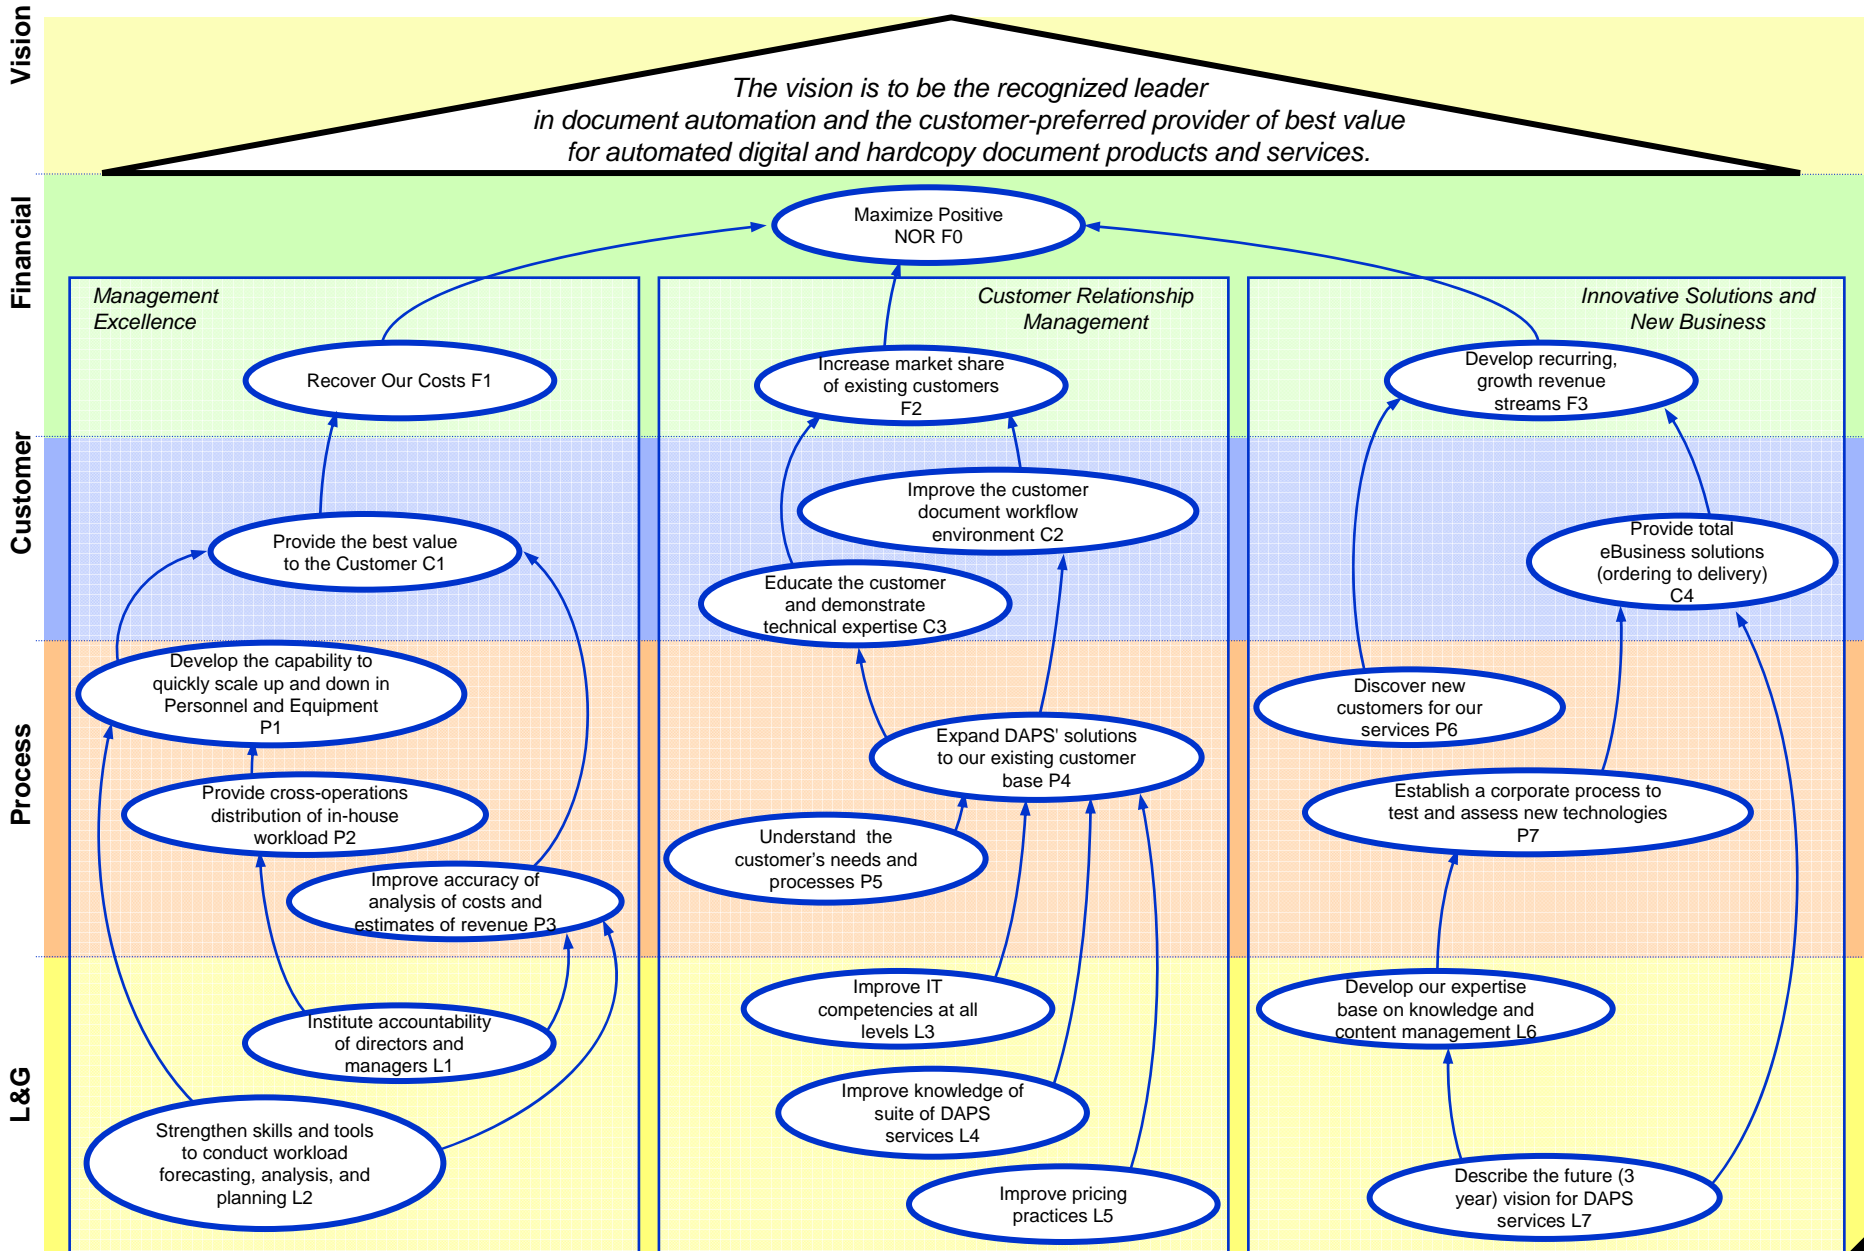 Vision
The vision is to be the recognized leader
in document automation and the customer-preferred provider of best value
for automated digital and hardcopy document products and services.
Financial
Maximize Positive
NOR F0
Management
Excellence
Customer Relationship
Management
Innovative Solutions and
New Business
Recover Our Costs F1
Increase market share
of existing customers
F2
Develop recurring,
growth revenue
streams F3
Customer
Provide the best value
to the Customer C1
Improve the customer
document workflow
environment C2
Educate the customer
and demonstrate
technical expertise C3
Provide total
eBusiness solutions
(ordering to delivery)
C4
Process
Develop the capability to
quickly scale up and down in
Personnel and Equipment
P1
Provide cross-operations
distribution of in-house
workload P2
Improve accuracy of
analysis of costs and
estimates of revenue P3
Expand DAPS' solutions
to our existing customer
base P4
Understand  the
customer's needs and
processes P5
Discover new
customers for our
services P6
Establish a corporate process to
test and assess new technologies
P7
L&G
Institute accountability
of directors and
managers L1
Strengthen skills and tools
to conduct workload
forecasting, analysis, and
planning L2
Improve IT
competencies at all
levels L3
Improve knowledge of
suite of DAPS
services L4
Improve pricing
practices L5
Develop our expertise
base on knowledge and
content management L6
Describe the future (3
year) vision for DAPS
services L7